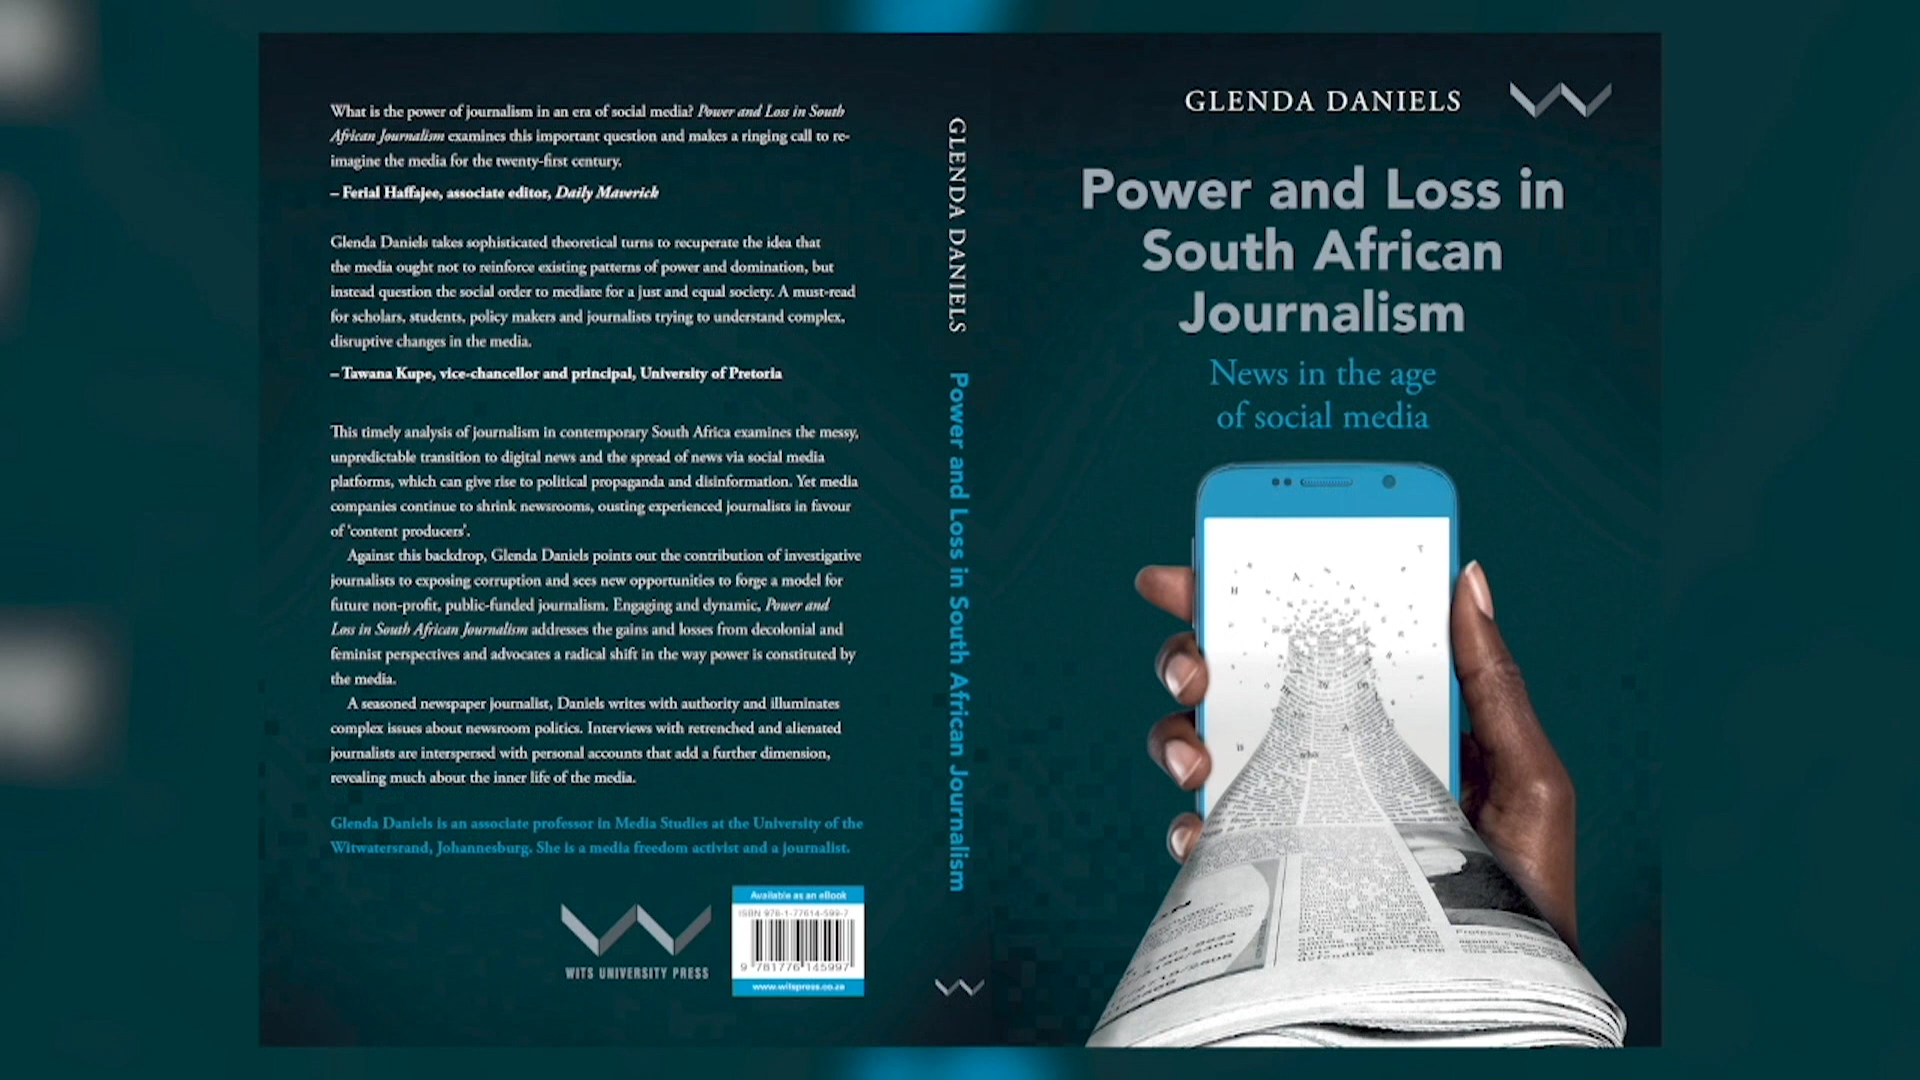 What is the power of journalism in an era of social media? Power and Loss in South
African Journalism examines this important question and makes a ringing call to re-
imagine the media for the twenty-first century.
– Ferial Haffajee, associate editor, Daily Maverick
Glenda Daniels takes sophisticated theoretical turns to recuperate the idea that
the media ought not to reinforce existing patterns of power and domination, but
instead question the social order to mediate for a just and equal society. A must-read
for scholars, students, policy makers and journalists trying to understand complex,
disruptive changes in the media.
– Tawana Kupe, vice-chancellor and principal, University of Pretoria
This timely analysis of journalism in contemporary South Africa examines the messy,
unpredictable transition to digital news and the spread of news via social media
platforms, which can give rise to political propaganda and disinformation. Yet media
companies continue to shrink newsrooms, ousting experienced journalists in favour
of ‘content producers’.
Against this backdrop, Glenda Daniels points out the contribution of investigative
journalists to exposing corruption and sees new opportunities to forge a model for
future non-profit, public-funded journalism. Engaging and dynamic, Power and
Loss in South African Journalism addresses the gains and losses from decolonial and
feminist perspectives and advocates a radical shift in the way power is constituted by
the media.
A seasoned newspaper journalist, Daniels writes with authority and illuminates
complex issues about newsroom politics. Interviews with retrenched and alienated
journalists are interspersed with personal accounts that add a further dimension,
revealing much about the inner life of the media.
Glenda Daniels is an associate professor in Media Studies at the University of the
Witwatersrand, Johannesburg. She is a media freedom activist and a journalist.
WITS UNIVERSITY PRESS
Available as an eBook
ISBN 978-1-77614-599-7
9 781776 145997
www.witspress.co.za
GLENDA DANIELS Power and Loss in South African Journalism
GLENDA DANIELS
Power and Loss in
South African
Journalism
News in the age
of social media